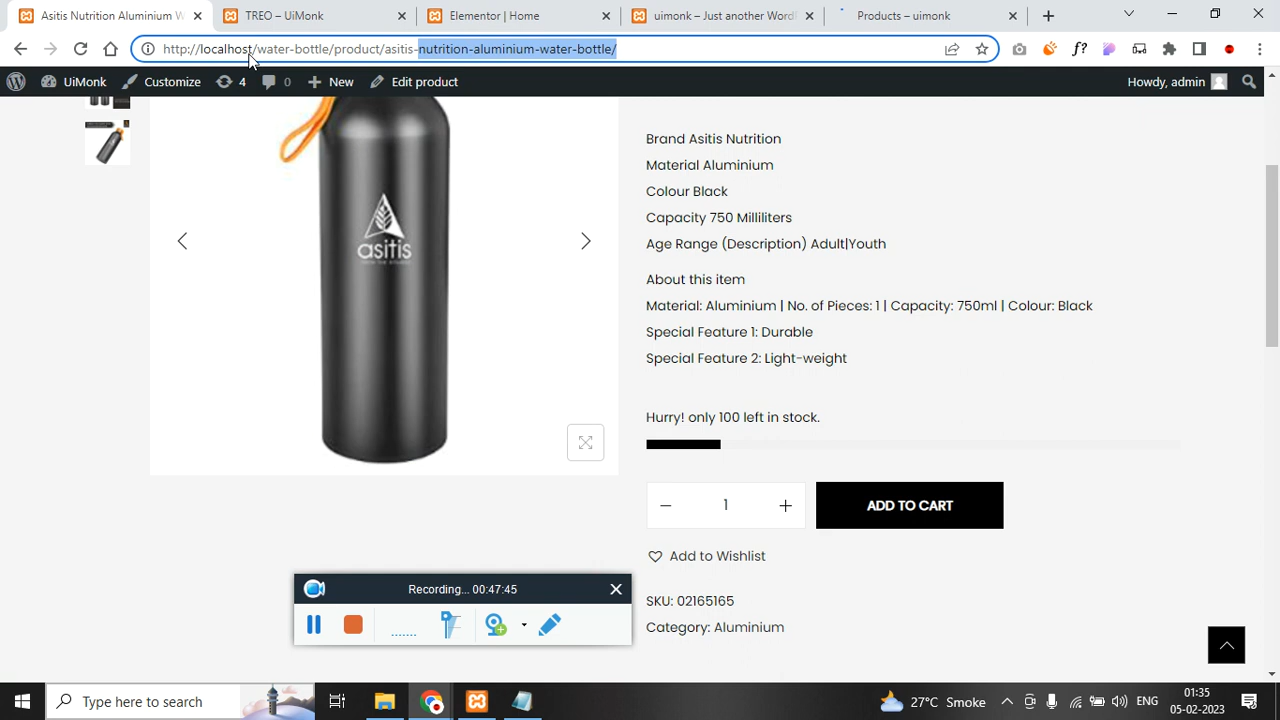 Asitis Nutrition Aluminium W
TREO – UiMonk
Elementor | Home
uimonk – Just another Word
Products – uimonk
http://localhost/water-bottle/product/asitis-nutrition-aluminium-water-bottle/
UiMonk
Customize
4
0
New
Edit product
Howdy, admin
Brand Asitis Nutrition
Material Aluminium
Colour Black
Capacity 750 Milliliters
Age Range (Description) Adult|Youth
About this item
Material: Aluminium | No. of Pieces: 1 | Capacity: 750ml | Colour: Black
Special Feature 1: Durable
Special Feature 2: Light-weight
asitis
Hurry! only 100 left in stock.
1
ADD TO CART
Add to Wishlist
Recording... 00:47:45
SKU: 02165165
Category: Aluminium
Type here to search
27°C Smoke
ENG
01:35
05-02-2023